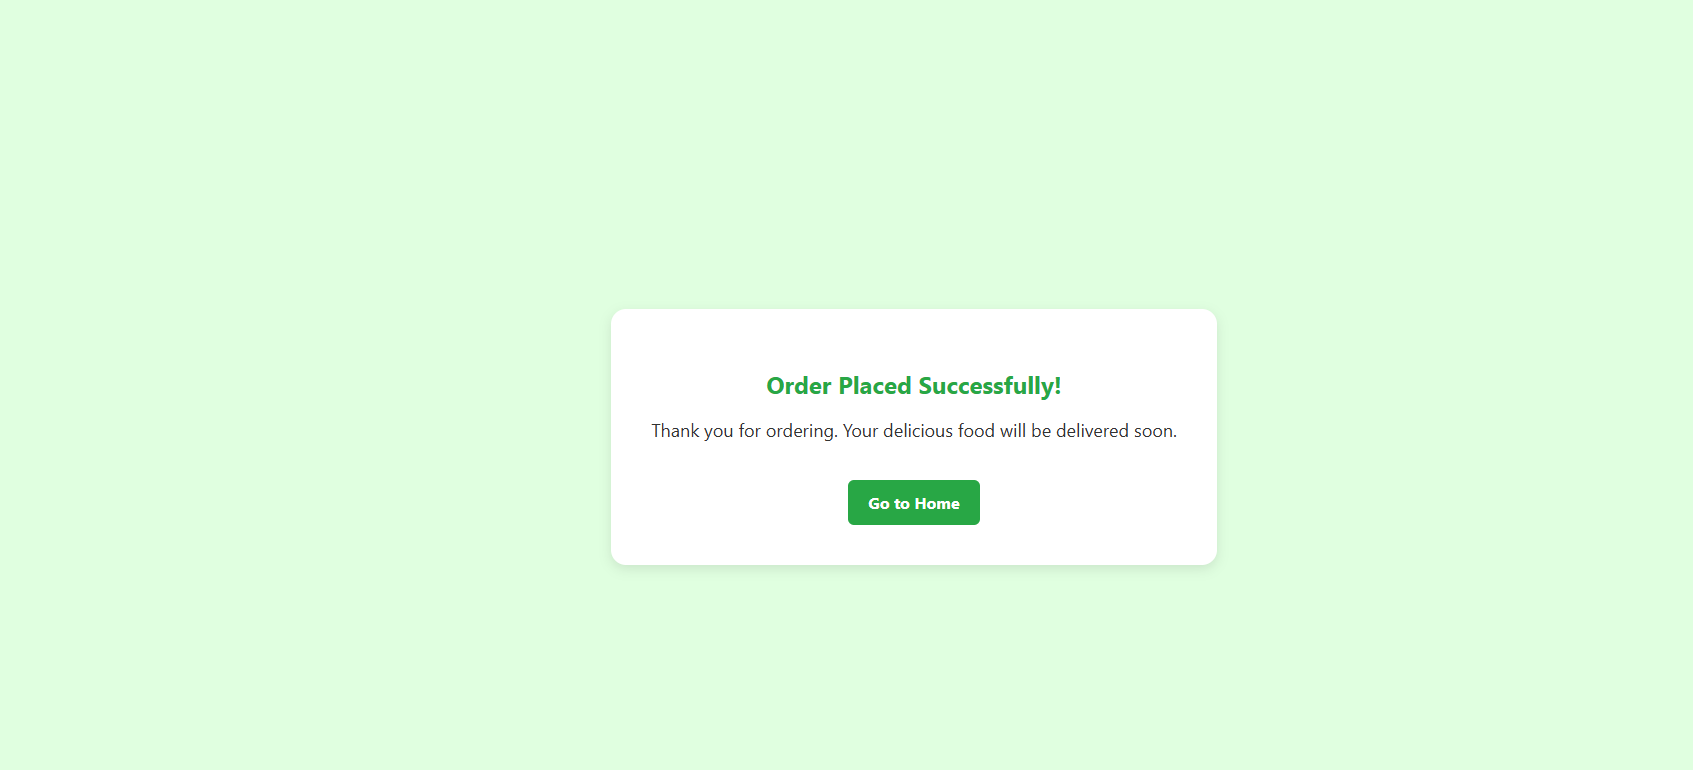 Order Placed Successfully!
Thank you for ordering. Your delicious food will be delivered soon.
Go to Home